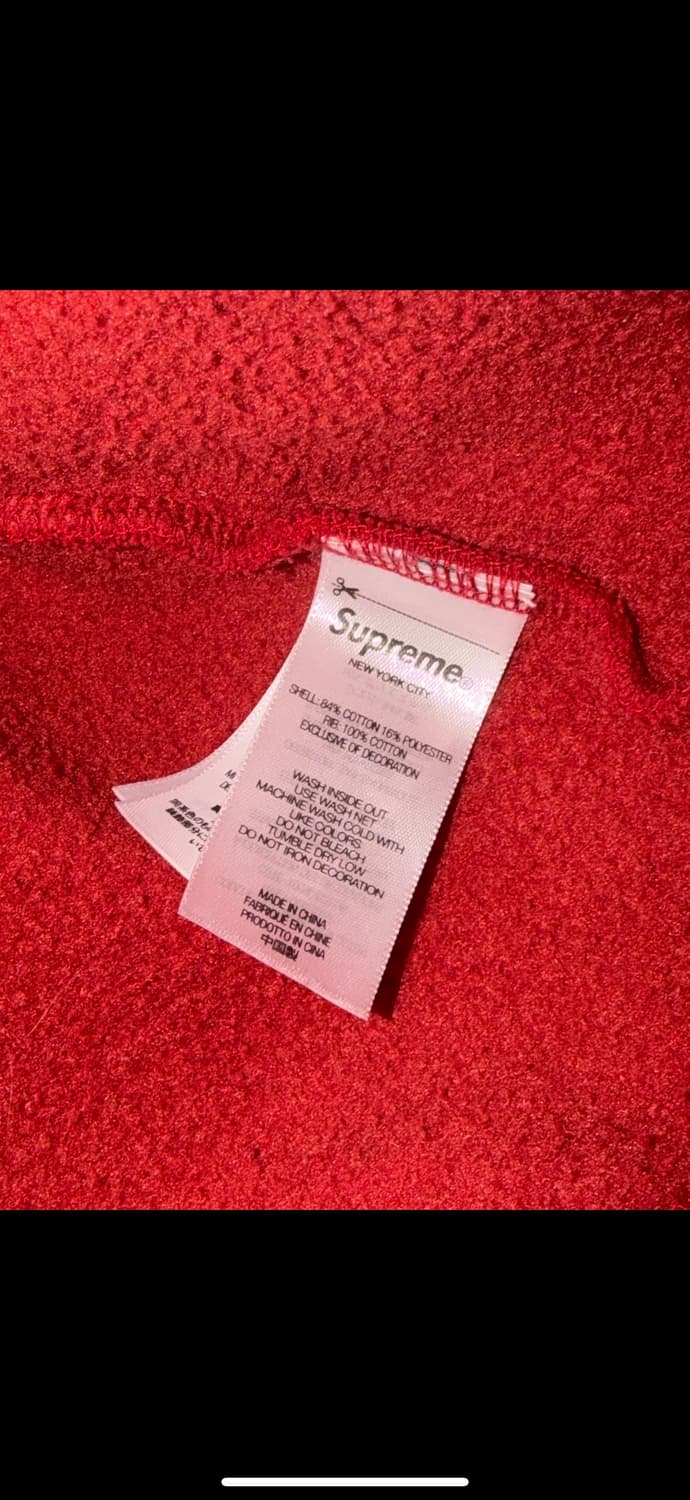 Supreme®
NEW YORK CITY
SHELL: 84% COTTON 16% POLYESTER
RIB: 100% COTTON
EXCLUSIVE OF DECORATION
WASH INSIDE OUT
USE WASH NET
MACHINE WASH COLD WITH
LIKE COLORS
DO NOT BLEACH
TUMBLE DRY LOW
DO NOT IRON DECORATION
MADE IN CHINA
FABRIQUÉ EN CHINE
PRODOTTO IN CINA
中国製